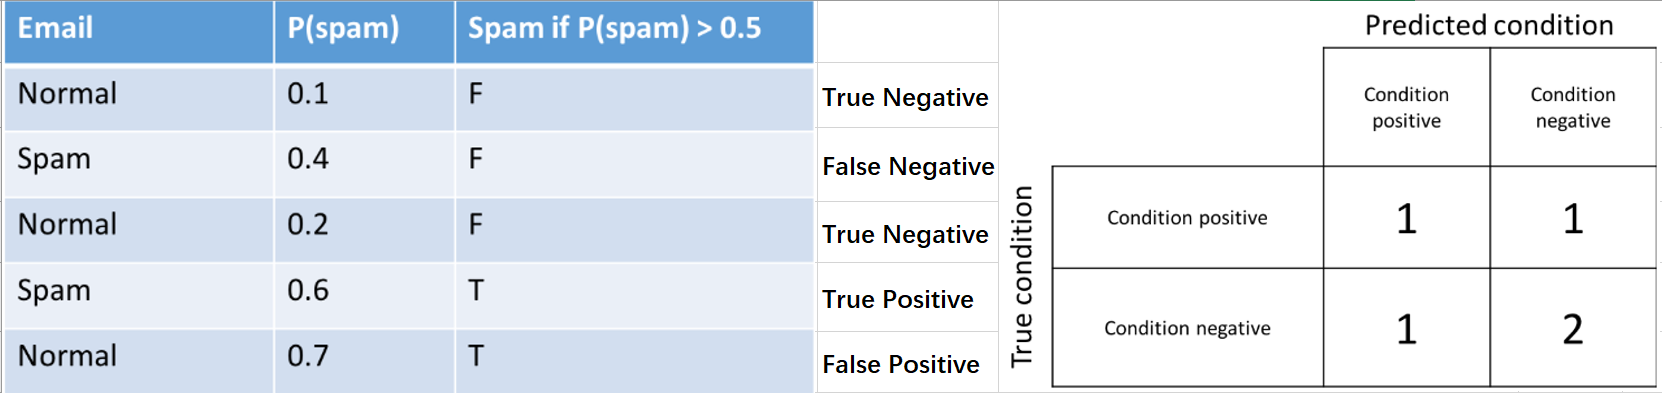 Email P(spam) Spam if P(spam) > 0.5
Normal 0.1 F True Negative
Spam 0.4 F False Negative
Normal 0.2 F True Negative
Spam 0.6 T True Positive
Normal 0.7 T False Positive
Predicted condition
Condition positive
Condition negative
True condition
Condition positive 1 1
Condition negative 1 2